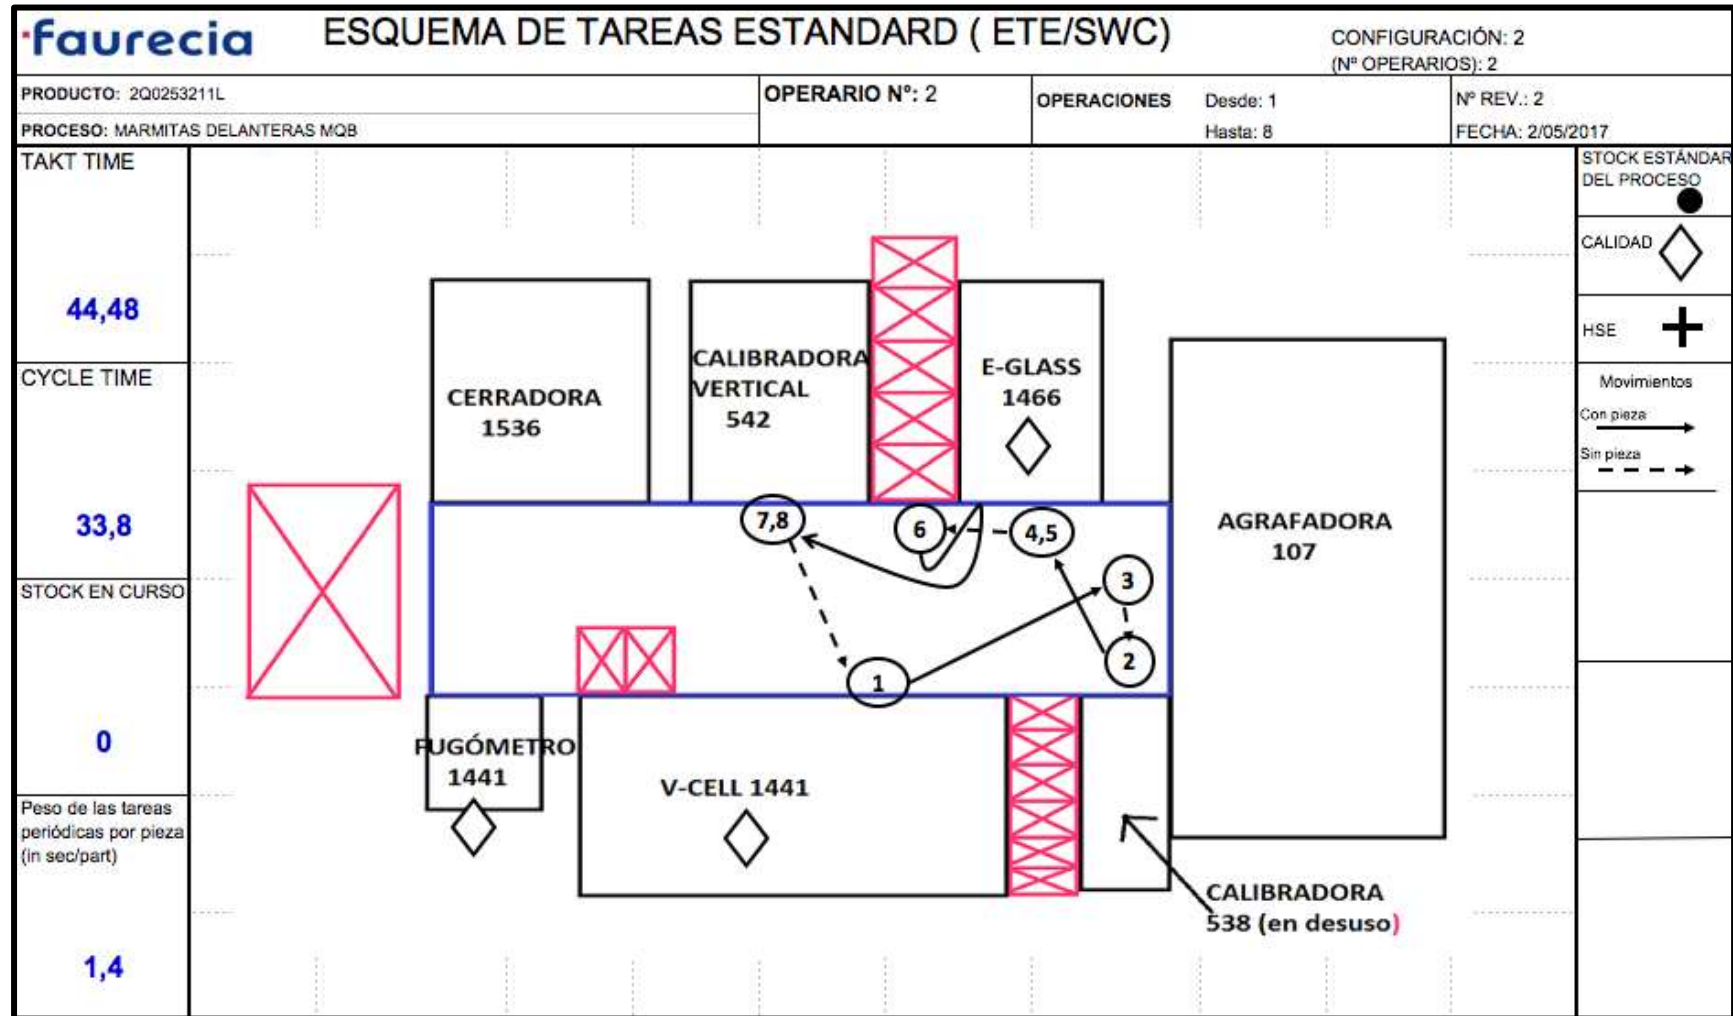 faurecia
ESQUEMA DE TAREAS ESTANDARD ( ETE/SWC)
CONFIGURACIÓN: 2
(Nº OPERARIOS): 2
PRODUCTO: 2Q0253211L
OPERARIO Nº: 2
OPERACIONES
Desde: 1
Nº REV.: 2
PROCESO: MARMITAS DELANTERAS MQB
Hasta: 8
FECHA: 2/05/2017
TAKT TIME
44,48
CYCLE TIME
33,8
STOCK EN CURSO
0
Peso de las tareas
periódicas por pieza
(in sec/part)
1,4
CERRADORA
1536
CALIBRADORA
VERTICAL
542
E-GLASS
1466
AGRAFADORA
107
7,8
6
4,5
3
2
1
FUGÓMETRO
1441
V-CELL 1441
CALIBRADORA
538 (en desuso)
STOCK ESTÁNDAR
DEL PROCESO
CALIDAD
HSE
Movimientos
Con pieza
Sin pieza